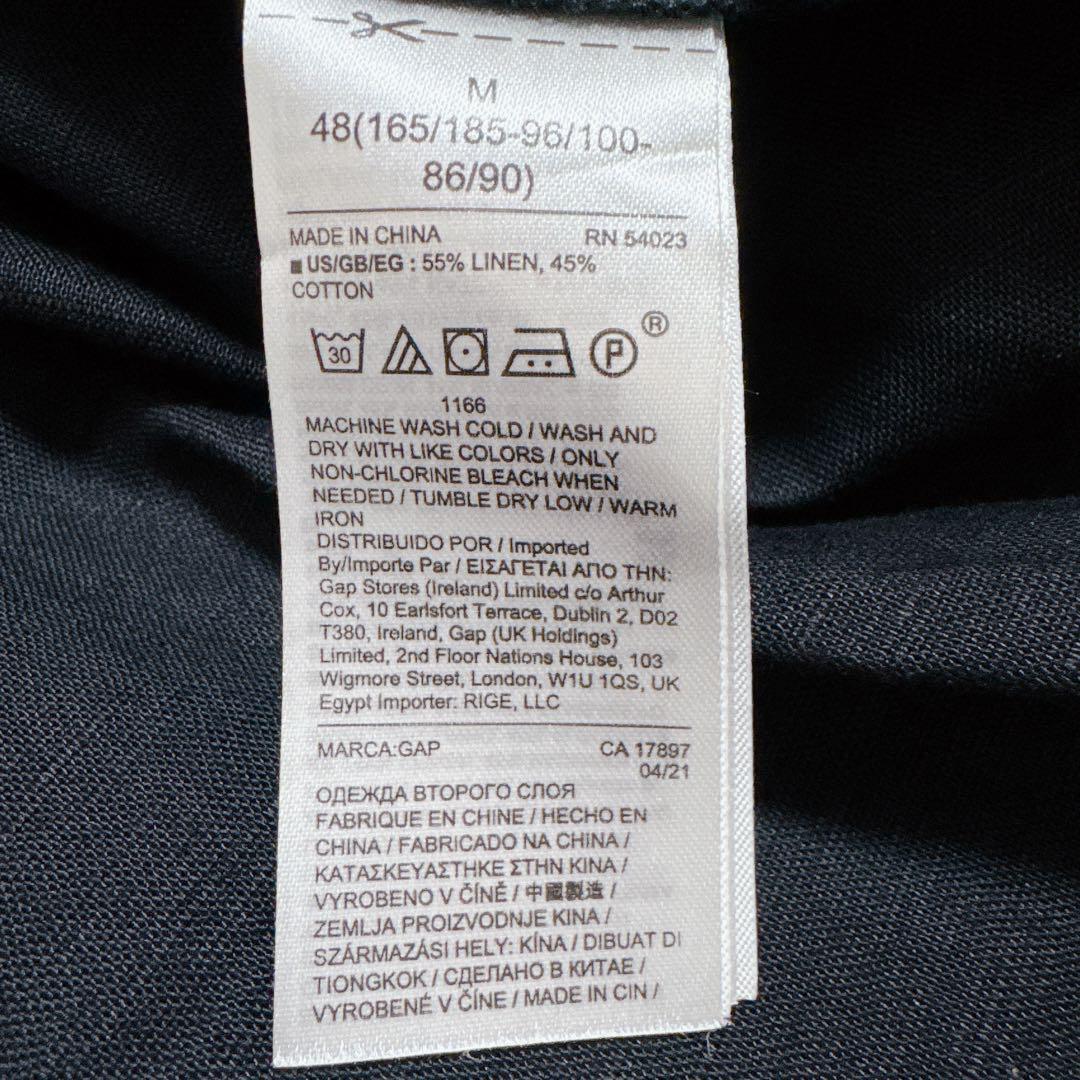 M
48(165/185-96/100-
86/90)
MADE IN CHINA RN 54023
■ US/GB/EG : 55% LINEN, 45%
COTTON
30 P ®
1166
MACHINE WASH COLD / WASH AND
DRY WITH LIKE COLORS / ONLY
NON-CHLORINE BLEACH WHEN
NEEDED / TUMBLE DRY LOW / WARM
IRON
DISTRIBUIDO POR / Imported
By/Importe Par / ΕΙΣΑΓΕΤΑΙ ΑΠΟ ΤΗΝ:
Gap Stores (Ireland) Limited c/o Arthur
Cox, 10 Earlsfort Terrace, Dublin 2, D02
T380, Ireland, Gap (UK Holdings)
Limited, 2nd Floor Nations House, 103
Wigmore Street, London, W1U 1QS, UK
Egypt Importer: RIGE, LLC
MARCA:GAP CA 17897
04/21
ОДЕЖДА ВТОРОГО СЛОЯ
FABRIQUE EN CHINE / HECHO EN
CHINA / FABRICADO NA CHINA /
ΚΑΤΑΣΚΕΥΑΣΤΗΚΕ ΣΤΗΝ ΚΙΝΑ /
VYROBENO V ČÍNĚ / 中國製造 /
ZEMLJA PROIZVODNJE KINA /
SZÁRMAZÁSI HELY: KÍNA / DIBUAT DI
TIONGKOK / СДЕЛАНО В КИТАЕ /
VYROBENÉ V ČÍNE / MADE IN CIN /